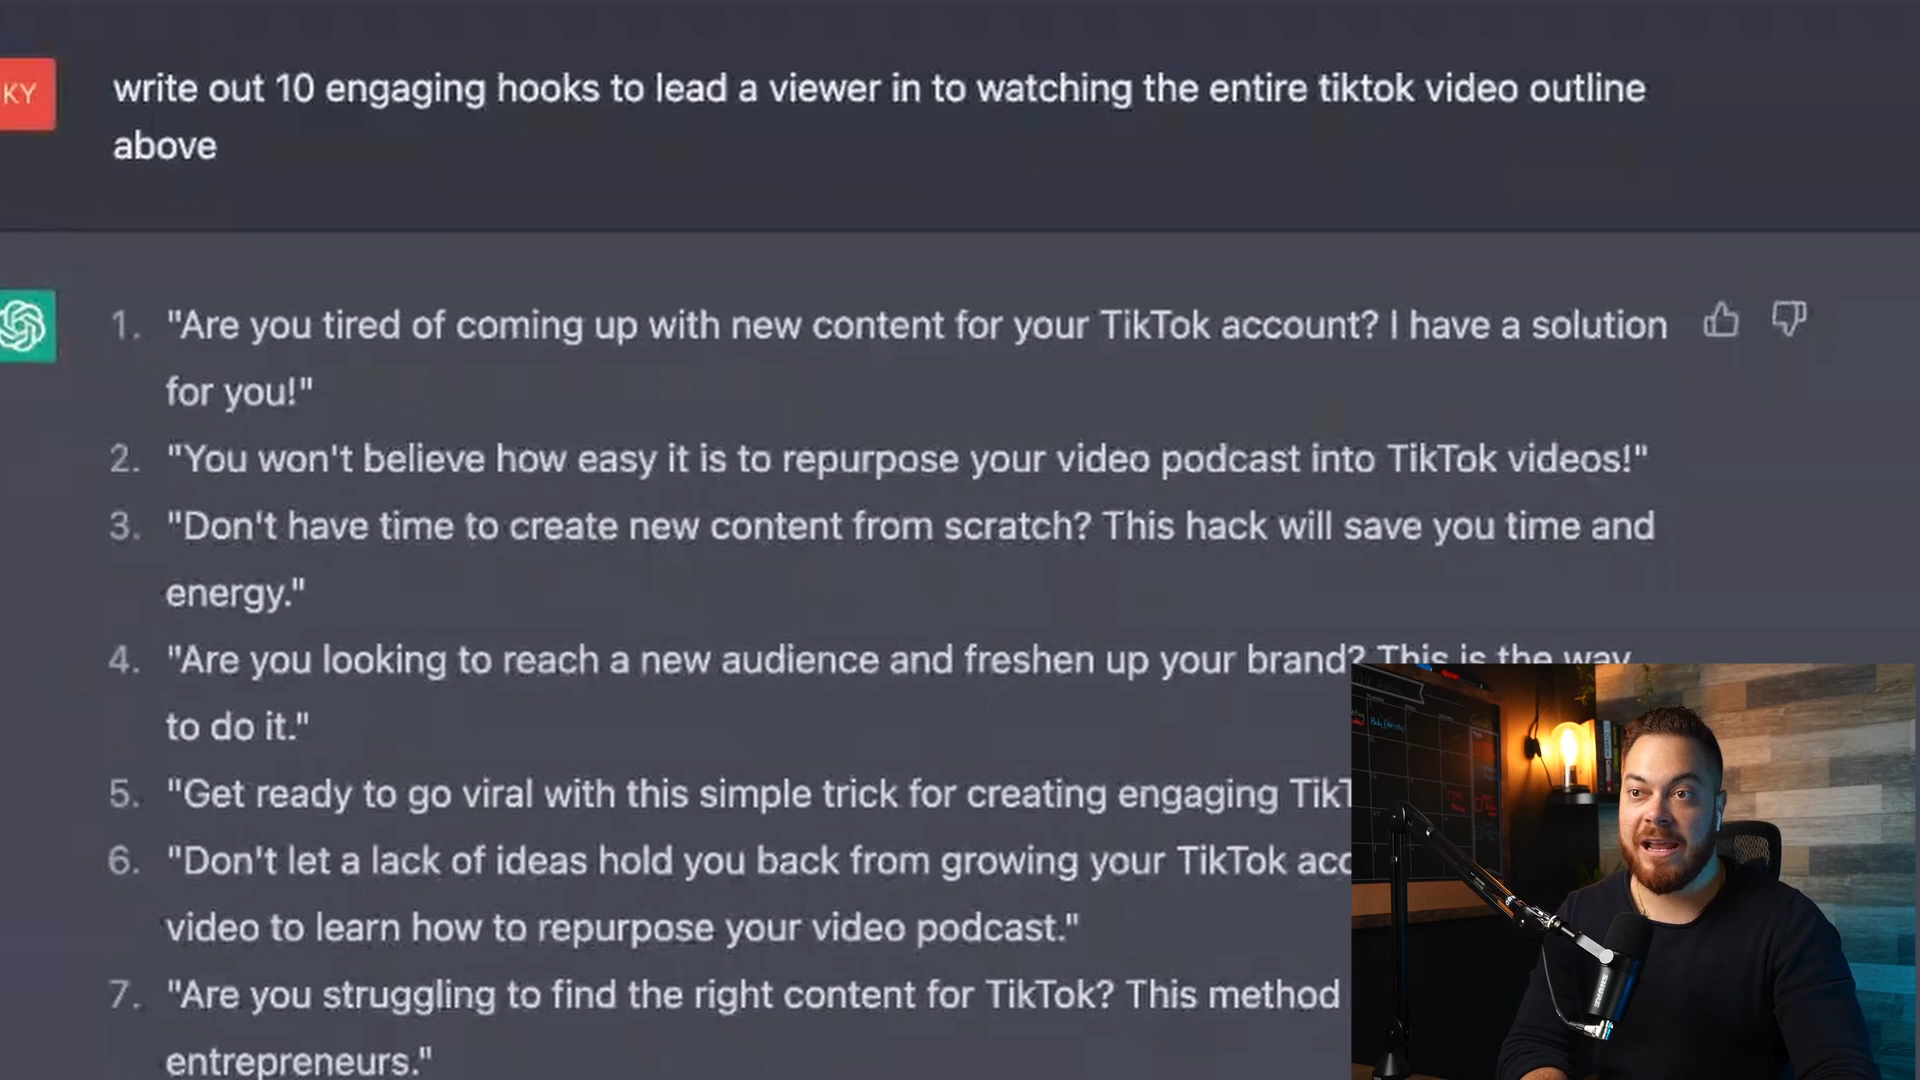 KY
write out 10 engaging hooks to lead a viewer in to watching the entire tiktok video outline
above
1. "Are you tired of coming up with new content for your TikTok account? I have a solution
for you!"
2. "You won't believe how easy it is to repurpose your video podcast into TikTok videos!"
3. "Don't have time to create new content from scratch? This hack will save you time and
energy."
4. "Are you looking to reach a new audience and freshen up your brand? This is the way
to do it."
5. "Get ready to go viral with this simple trick for creating engaging
6. "Don't let a lack of ideas hold you back from growing your TikTok
video to learn how to repurpose your video podcast."
7. "Are you struggling to find the right content for TikTok? This method
entrepreneurs."
SHURE